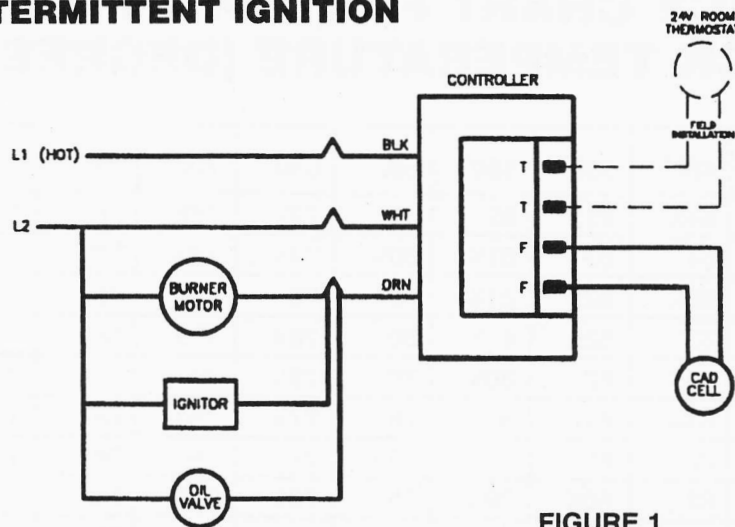 TERMITTENT IGNITION
24V ROOM
THERMOSTAT
CONTROLLER
FIELD
INSTALLATION
L1 (HOT)
BLK
T
L2
WHT
T
F
BURNER
MOTOR
ORN
F
IGNITOR
CAD
CELL
OIL
VALVE
FIGURE 1